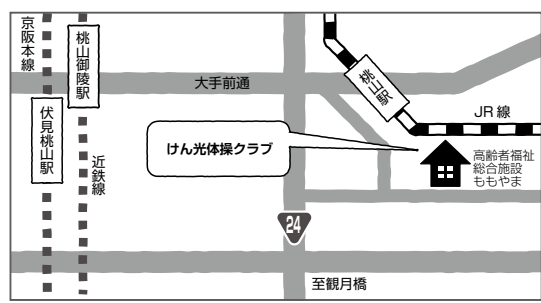 京阪本線
桃山御陵駅
大手前通
桃山駅
JR線
伏見桃山駅
近鉄線
けん光体操クラブ
高齢者福祉
総合施設
ももやま
24
至観月橋